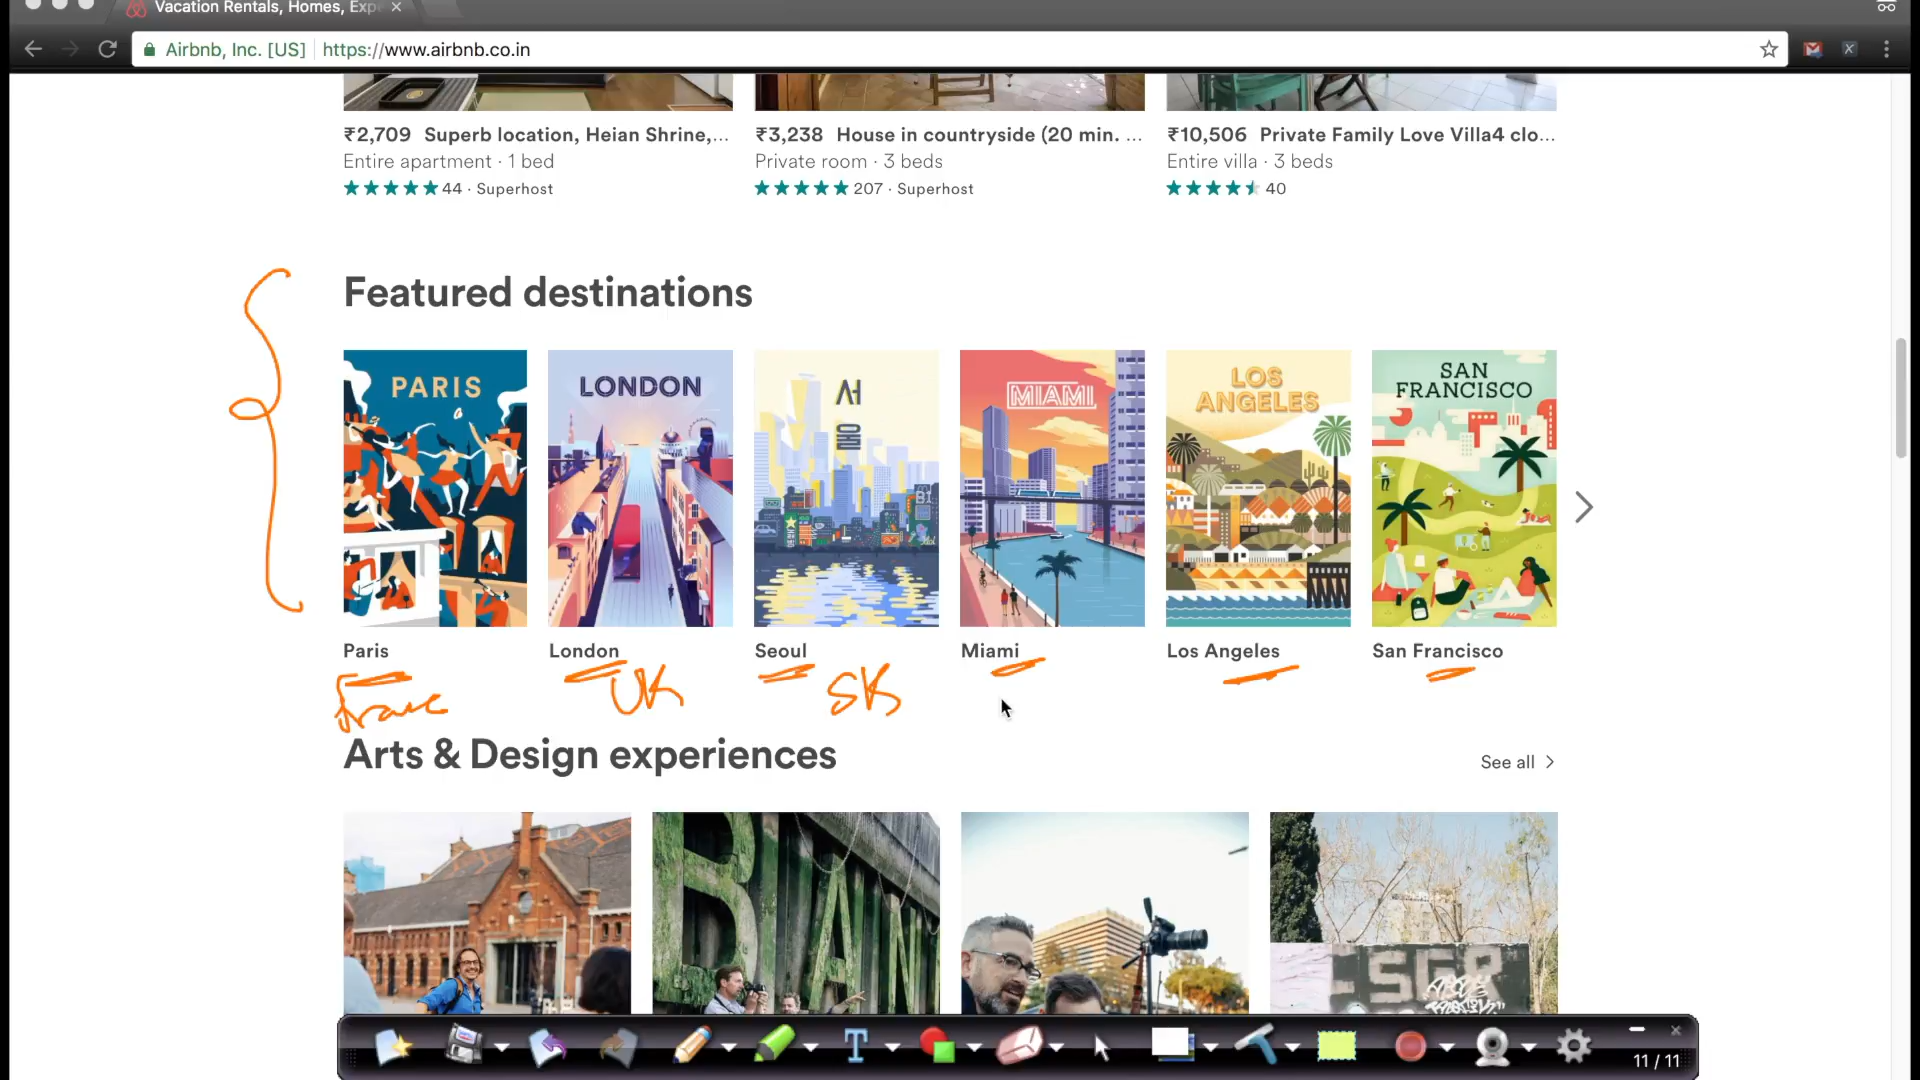 Vacation Rentals, Homes, Exp
Airbnb, Inc. [US] https://www.airbnb.co.in
₹2,709 Superb location, Heian Shrine,...
Entire apartment · 1 bed
44 · Superhost
₹3,238 House in countryside (20 min. ...
Private room · 3 beds
207 · Superhost
₹10,506 Private Family Love Villa4 clo...
Entire villa · 3 beds
40
Featured destinations
PARIS
LONDON
서
울
MIAMI
LOS
ANGELES
SAN
FRANCISCO
Paris
London
Seoul
Miami
Los Angeles
San Francisco
UK
SK
Arts & Design experiences
See all
11 / 11